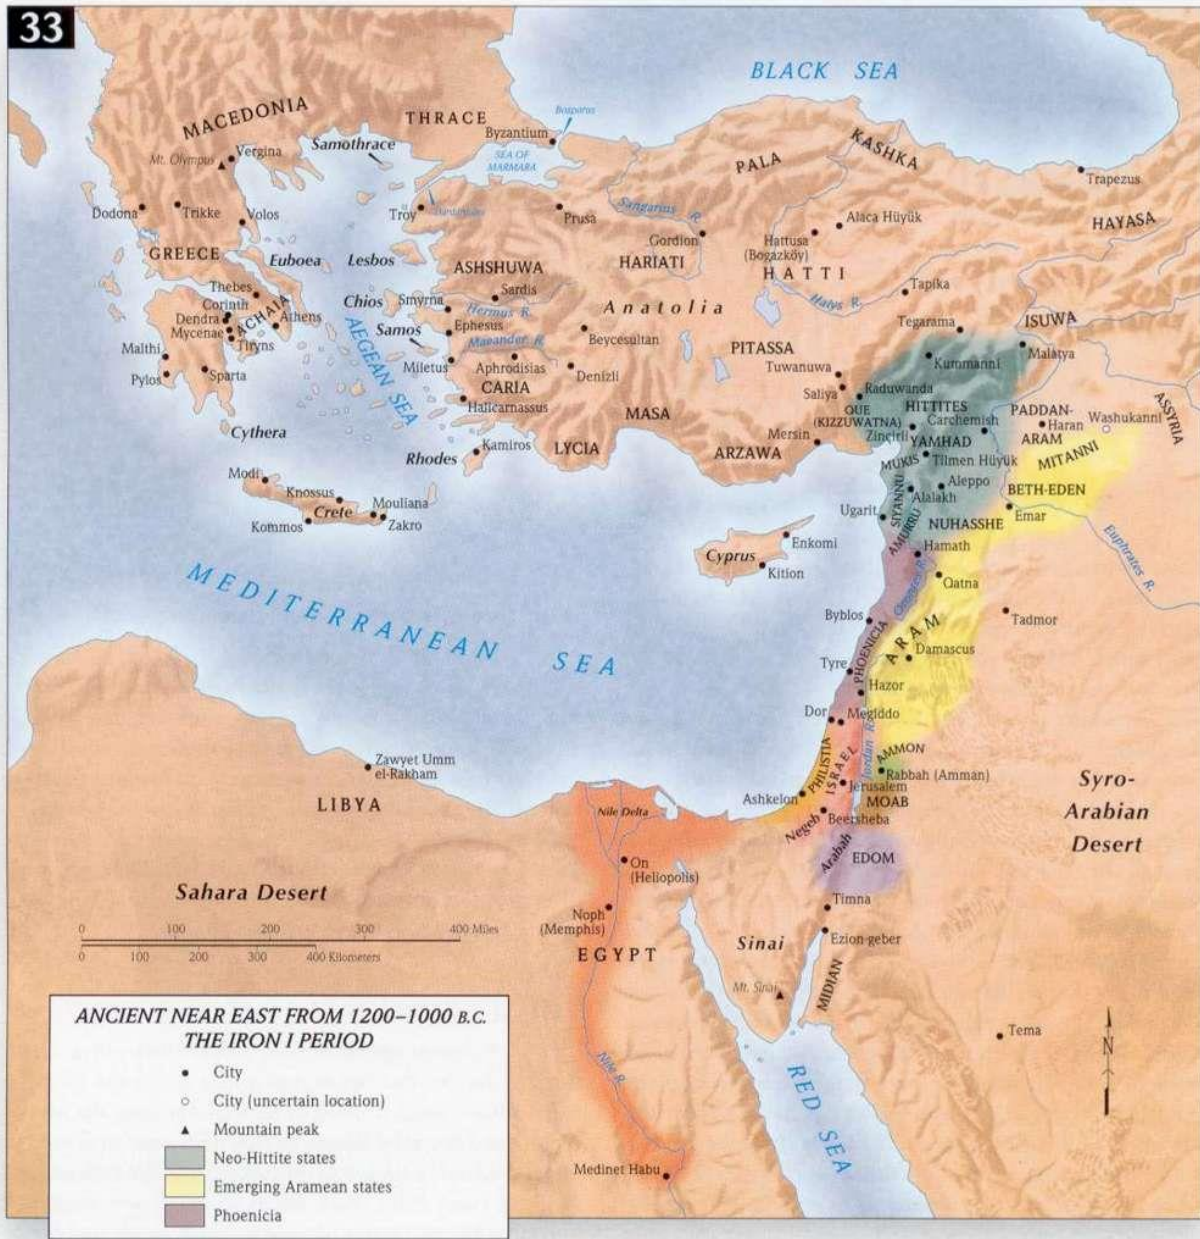 33
BLACK SEA
MACEDONIA
THRACE
Bosporus
Byzantium
Samothrace
SEA OF
MARMARA
Mt. Olympus
Vergina
PALA
KASHKA
Trapezus
Dodona
Trikke
Volos
Troy
Dardanelles
Prusa
Sangarius R.
Gordion
Alaca Hüyük
Hattusa
(Bogazköy)
HAYASA
GREECE
Euboea
Lesbos
ASHSHUWA
HARIATI
HATTI
Thebes
Corinth
Dendra
Mycenae
ACHAIA
Athens
Tiryns
Chios
Smyrna
Sardis
Hermus R.
Anatolia
Halys R.
Tapika
Samos
Ephesus
Maeander R.
Beycesultan
Tegarama
ISUWA
AEGEAN SEA
Malthi
Pylos
Sparta
Miletus
Aphrodisias
Denizli
PITASSA
Tuwanuwa
Kummanni
Malatya
CARIA
Halicarnassus
Saliya
Raduwanda
HITTITES
QUE
(KIZZUWATNA)
Carchemish
PADDAN-
ARAM
Haran
Washukanni
ASSYRIA
Cythera
MASA
Mersin
Zincirli
YAMHAD
MITANNI
Rhodes
Kamiros
LYCIA
ARZAWA
MUKIS
Tilmen Hüyük
Modi
Knossus
Mouliana
Crete
Kommos
Zakro
SIYANNU
Aleppo
Alalakh
BETH-EDEN
Ugarit
NUHASSHE
Emar
AMURRU
Euphrates R.
Cyprus
Enkomi
Kition
Hamath
Qatna
Orontes R.
MEDITERRANEAN SEA
Byblos
Tadmor
PHOENICIA
ARAM
Damascus
Tyre
Hazor
Dor
Megiddo
Jordan R.
Zawyet Umm
el-Rakham
LIBYA
PHILISTIA
ISRAEL
AMMON
Rabbah (Amman)
Ashkelon
Jerusalem
MOAB
Nile Delta
Negeb
Beersheba
Syro-
Arabian
Desert
Arabah
EDOM
On
(Heliopolis)
Sahara Desert
Timna
Noph
(Memphis)
0 100 200 300 400 Miles
0 100 200 300 400 Kilometers
EGYPT
Sinai
Ezion-geber
Mt. Sinai
MIDIAN
Tema
N
ANCIENT NEAR EAST FROM 1200–1000 B.C.
THE IRON I PERIOD
City
City (uncertain location)
Mountain peak
Neo-Hittite states
Emerging Aramean states
Phoenicia
Nile R.
RED SEA
Medinet Habu